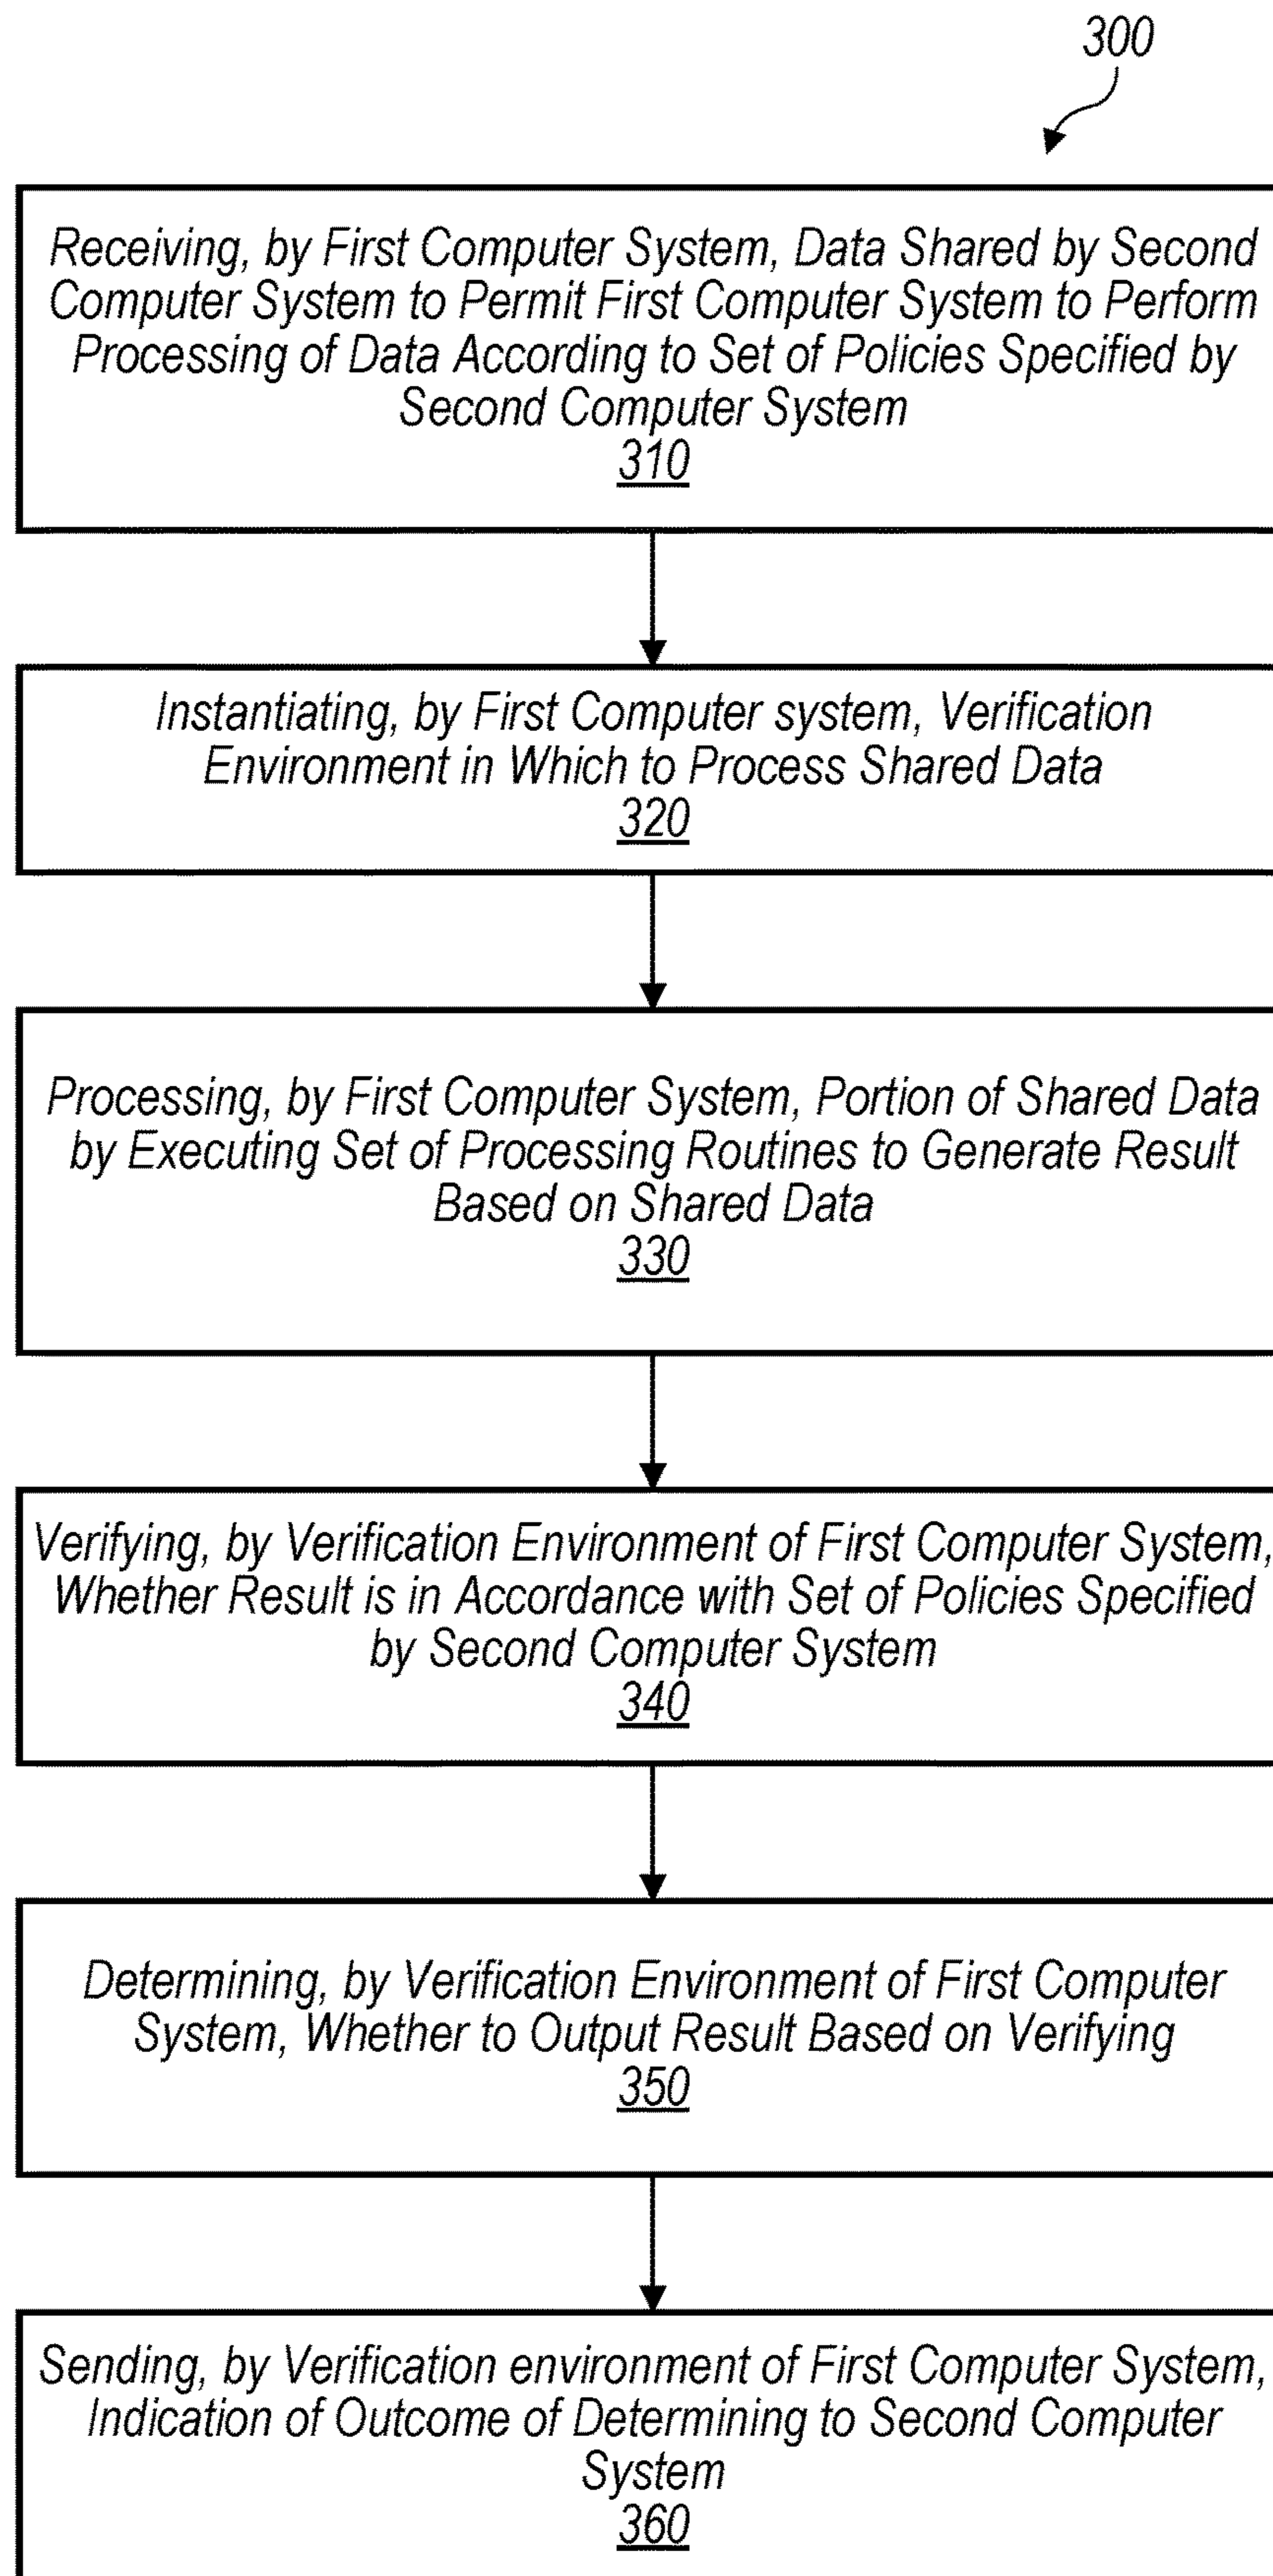 300
Receiving, by First Computer System, Data Shared by Second
Computer System to Permit First Computer System to Perform
Processing of Data According to Set of Policies Specified by
Second Computer System
310
Instantiating, by First Computer system, Verification
Environment in Which to Process Shared Data
320
Processing, by First Computer System, Portion of Shared Data
by Executing Set of Processing Routines to Generate Result
Based on Shared Data
330
Verifying, by Verification Environment of First Computer System,
Whether Result is in Accordance with Set of Policies Specified
by Second Computer System
340
Determining, by Verification Environment of First Computer
System, Whether to Output Result Based on Verifying
350
Sending, by Verification environment of First Computer System,
Indication of Outcome of Determining to Second Computer
System
360